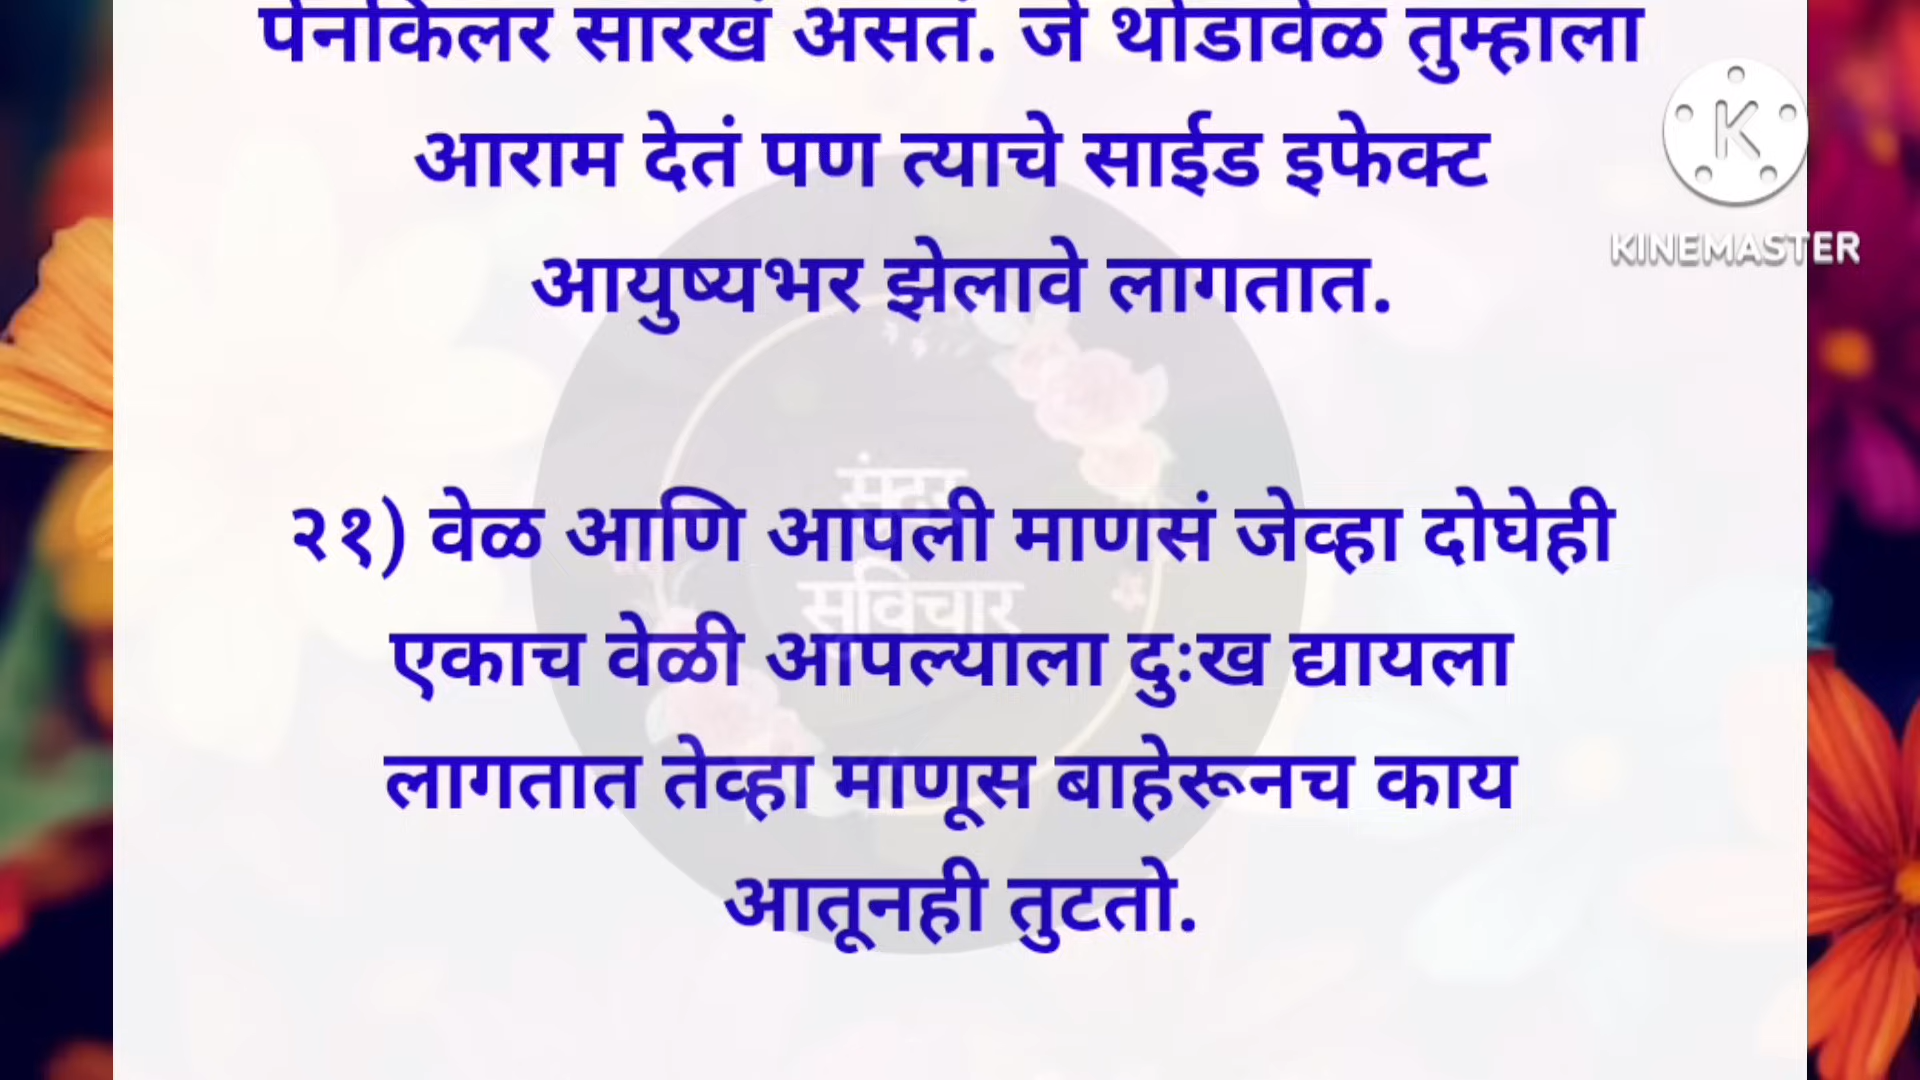 पेनकिलर सारखं असतं. जे थोडावेळ तुम्हाला
आराम देतं पण त्याचे साईड इफेक्ट
आयुष्यभर झेलावे लागतात.
K
KINEMASTER
सुंदर
सुविचार
२१) वेळ आणि आपली माणसं जेव्हा दोघेही
एकाच वेळी आपल्याला दुःख द्यायला
लागतात तेव्हा माणूस बाहेरूनच काय
आतूनही तुटतो.